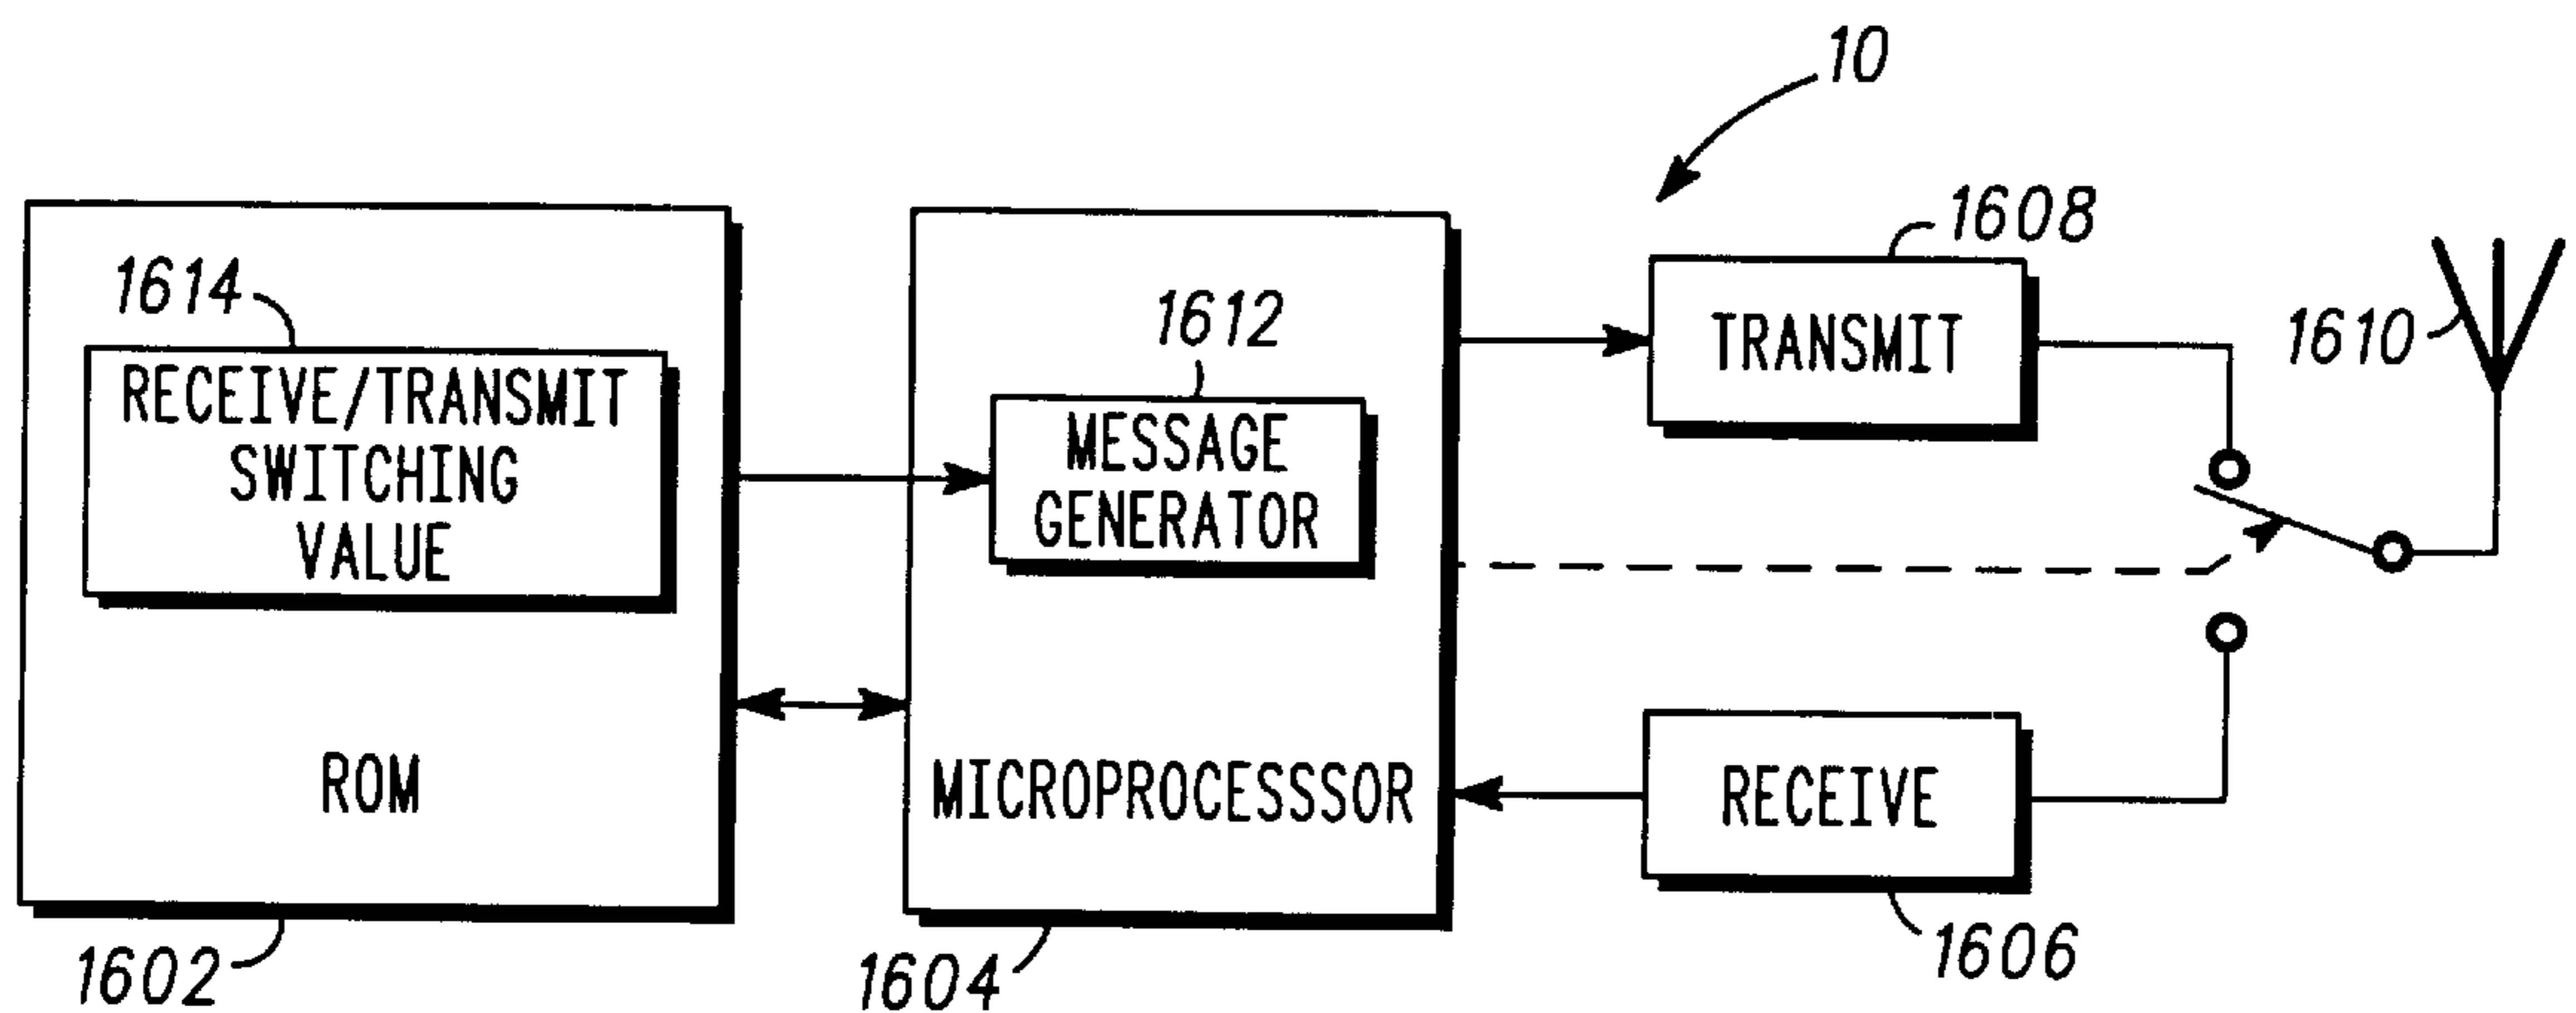 10
1608
1614
1612
1610
RECEIVE/TRANSMIT
SWITCHING
VALUE
MESSAGE
GENERATOR
TRANSMIT
ROM
MICROPROCESSSOR
RECEIVE
1602
1604
1606